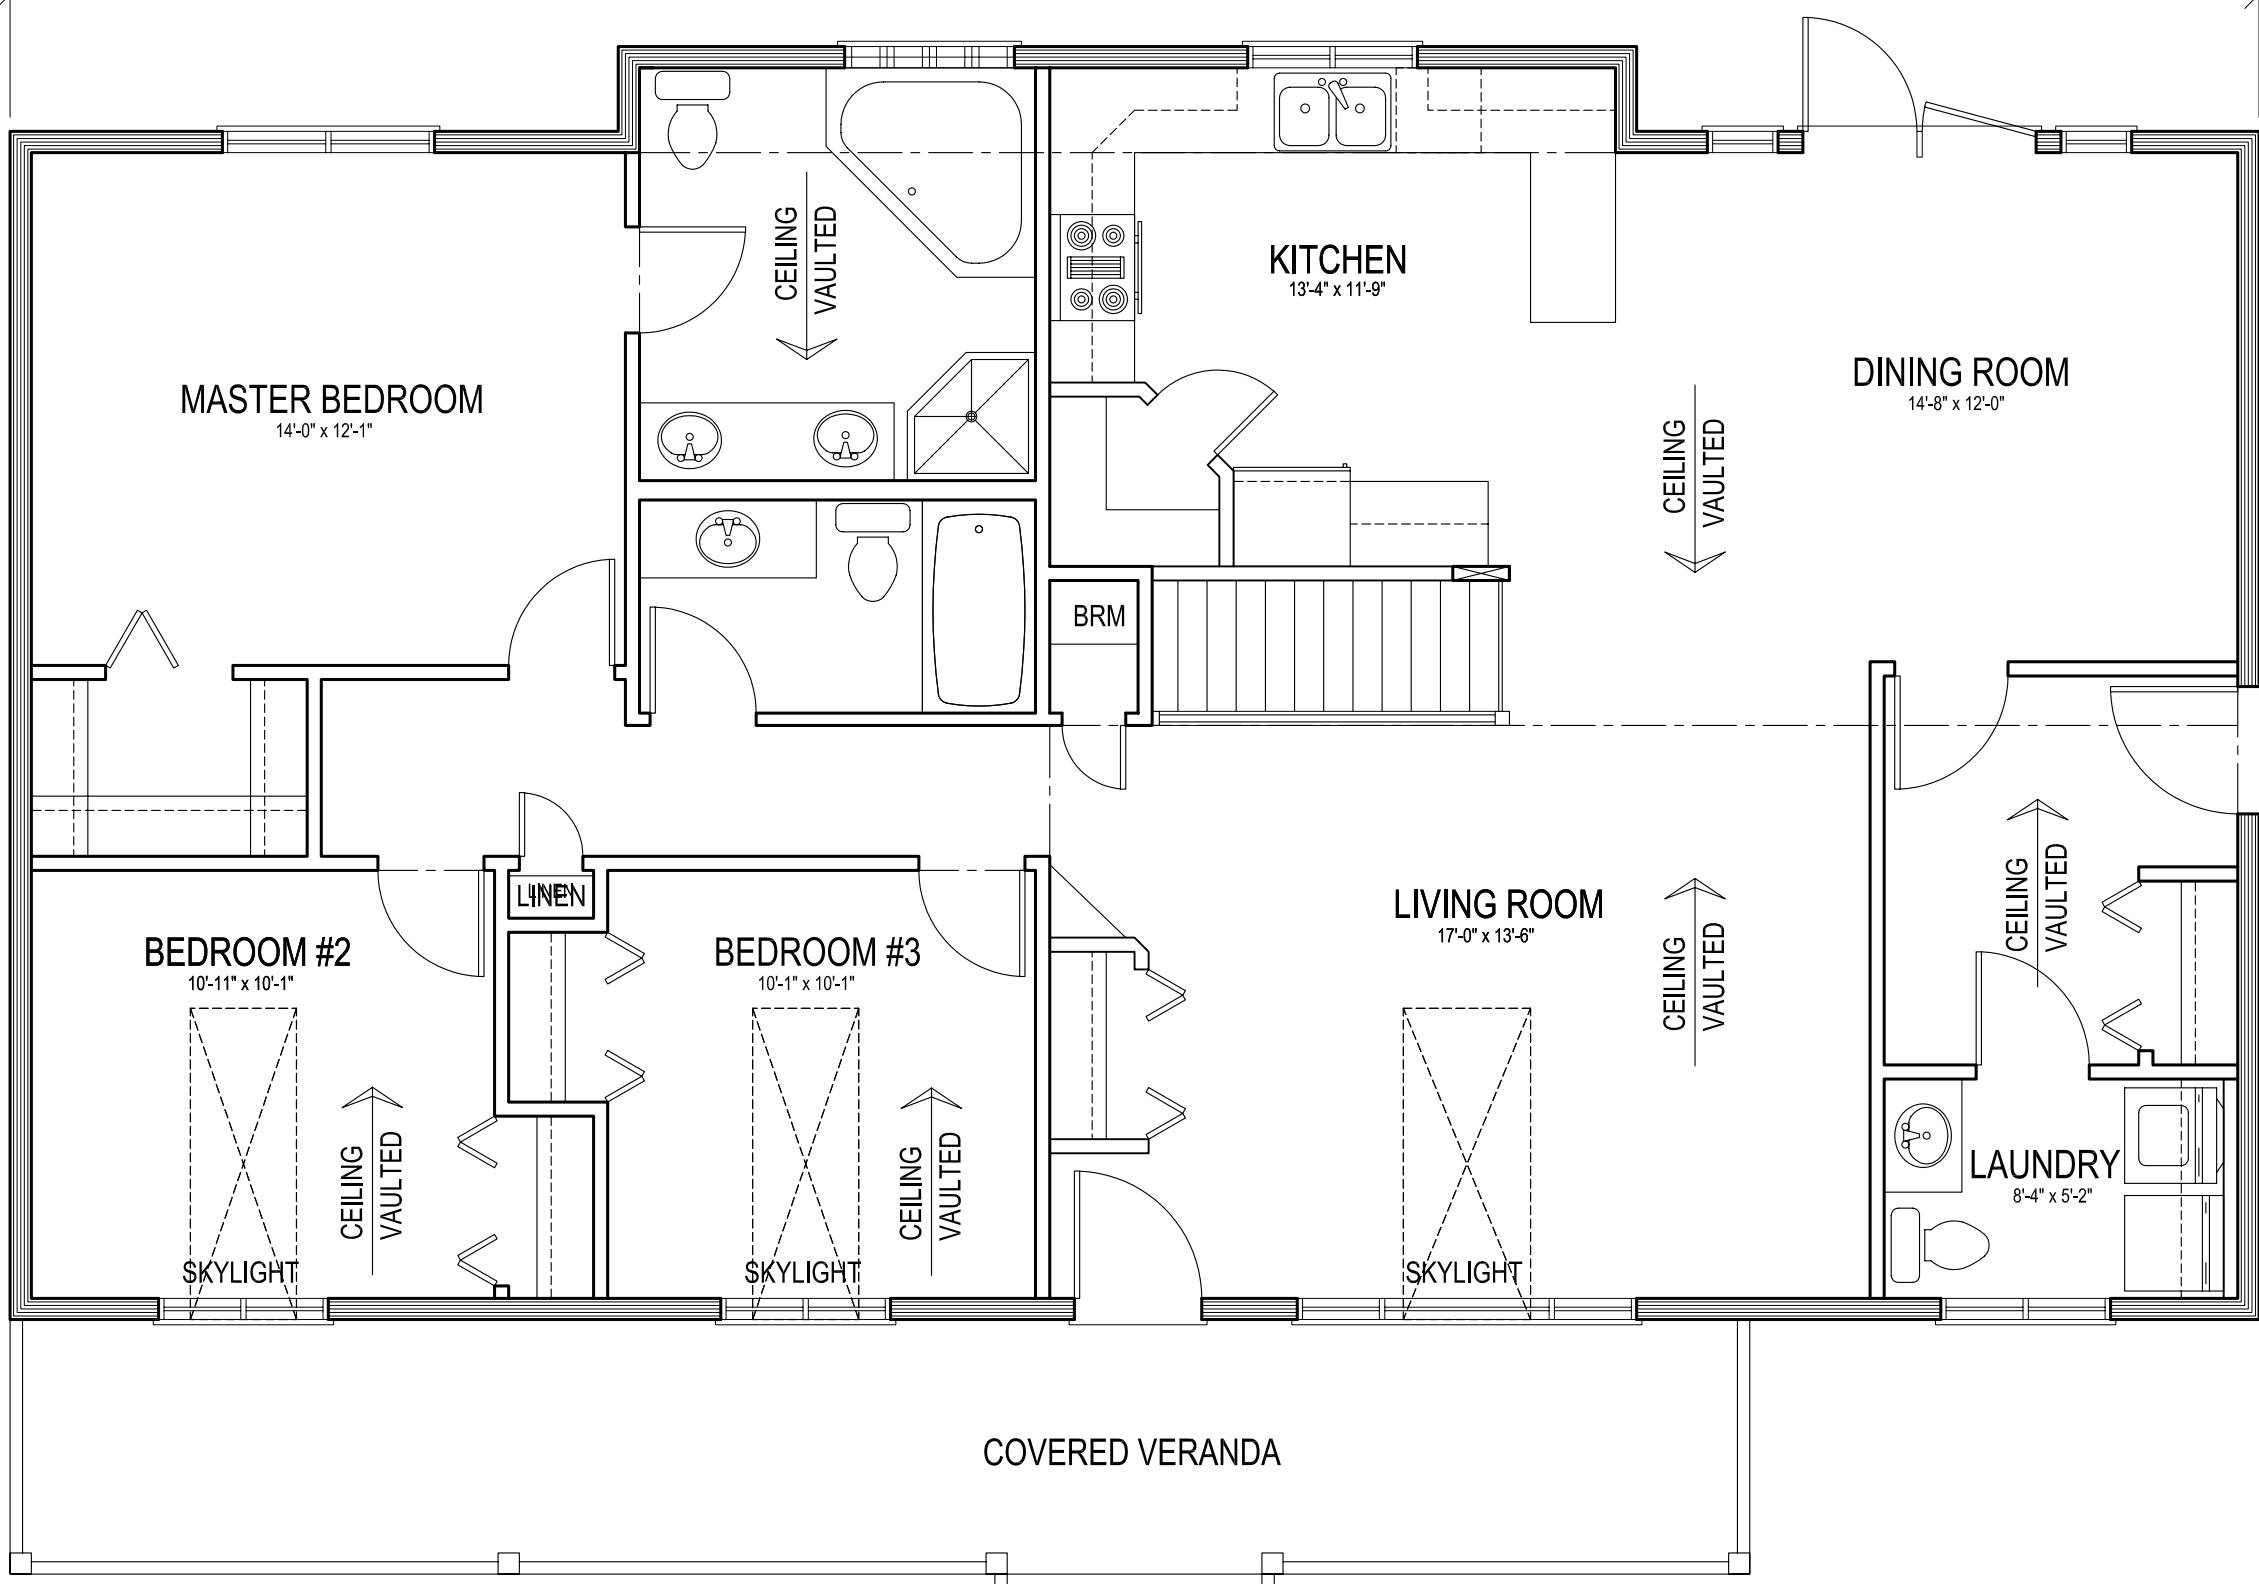 CEILING
VAULTED
KITCHEN
13'-4" x 11'-9"
MASTER BEDROOM
14'-0" x 12'-1"
DINING ROOM
14'-8" x 12'-0"
CEILING
VAULTED
BRM
LINEN
LINEN
BEDROOM #2
10'-11" x 10'-1"
BEDROOM #3
10'-1" x 10'-1"
LIVING ROOM
17'-0" x 13'-6"
CEILING
VAULTED
CEILING
VAULTED
CEILING
VAULTED
CEILING
VAULTED
LAUNDRY
8'-4" x 5'-2"
SKYLIGHT
SKYLIGHT
SKYLIGHT
COVERED VERANDA